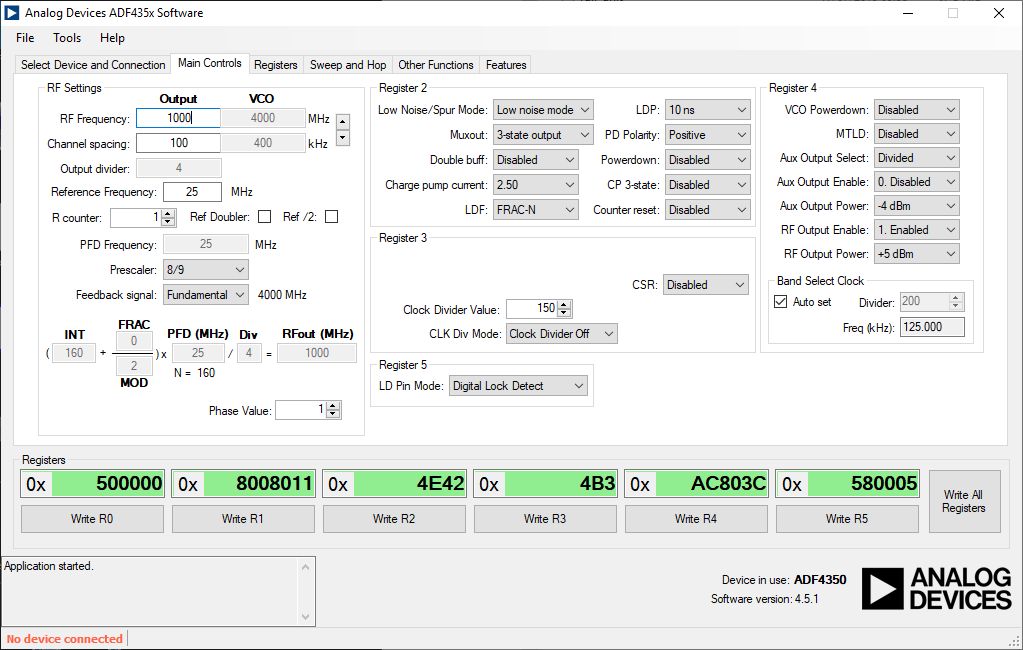 Analog Devices ADF435x Software
File Tools Help
Select Device and Connection Main Controls Registers Sweep and Hop Other Functions Features
RF Settings
Output VCO
RF Frequency: 1000 4000 MHz
Channel spacing: 100 400 kHz
Output divider: 4
Reference Frequency: 25 MHz
R counter: 1 Ref Doubler: Ref /2:
PFD Frequency: 25 MHz
Prescaler: 8/9
Feedback signal: Fundamental 4000 MHz
INT FRAC PFD (MHz) Div RFout (MHz)
( 160 + 0 / 2 ) x 25 / 4 = 1000
MOD N = 160
Phase Value: 1
Register 2
Low Noise/Spur Mode: Low noise mode LDP: 10 ns
Muxout: 3-state output PD Polarity: Positive
Double buff: Disabled Powerdown: Disabled
Charge pump current: 2.50 CP 3-state: Disabled
LDF: FRAC-N Counter reset: Disabled
Register 3
CSR: Disabled
Clock Divider Value: 150
CLK Div Mode: Clock Divider Off
Register 5
LD Pin Mode: Digital Lock Detect
Register 4
VCO Powerdown: Disabled
MTLD: Disabled
Aux Output Select: Divided
Aux Output Enable: 0. Disabled
Aux Output Power: -4 dBm
RF Output Enable: 1. Enabled
RF Output Power: +5 dBm
Band Select Clock
Auto set Divider: 200
Freq (kHz): 125.000
Registers
0x 500000 0x 8008011 0x 4E42 0x 4B3 0x AC803C 0x 580005
Write R0 Write R1 Write R2 Write R3 Write R4 Write R5
Write All
Registers
Application started.
Device in use: ADF4350
Software version: 4.5.1
ANALOG
DEVICES
No device connected